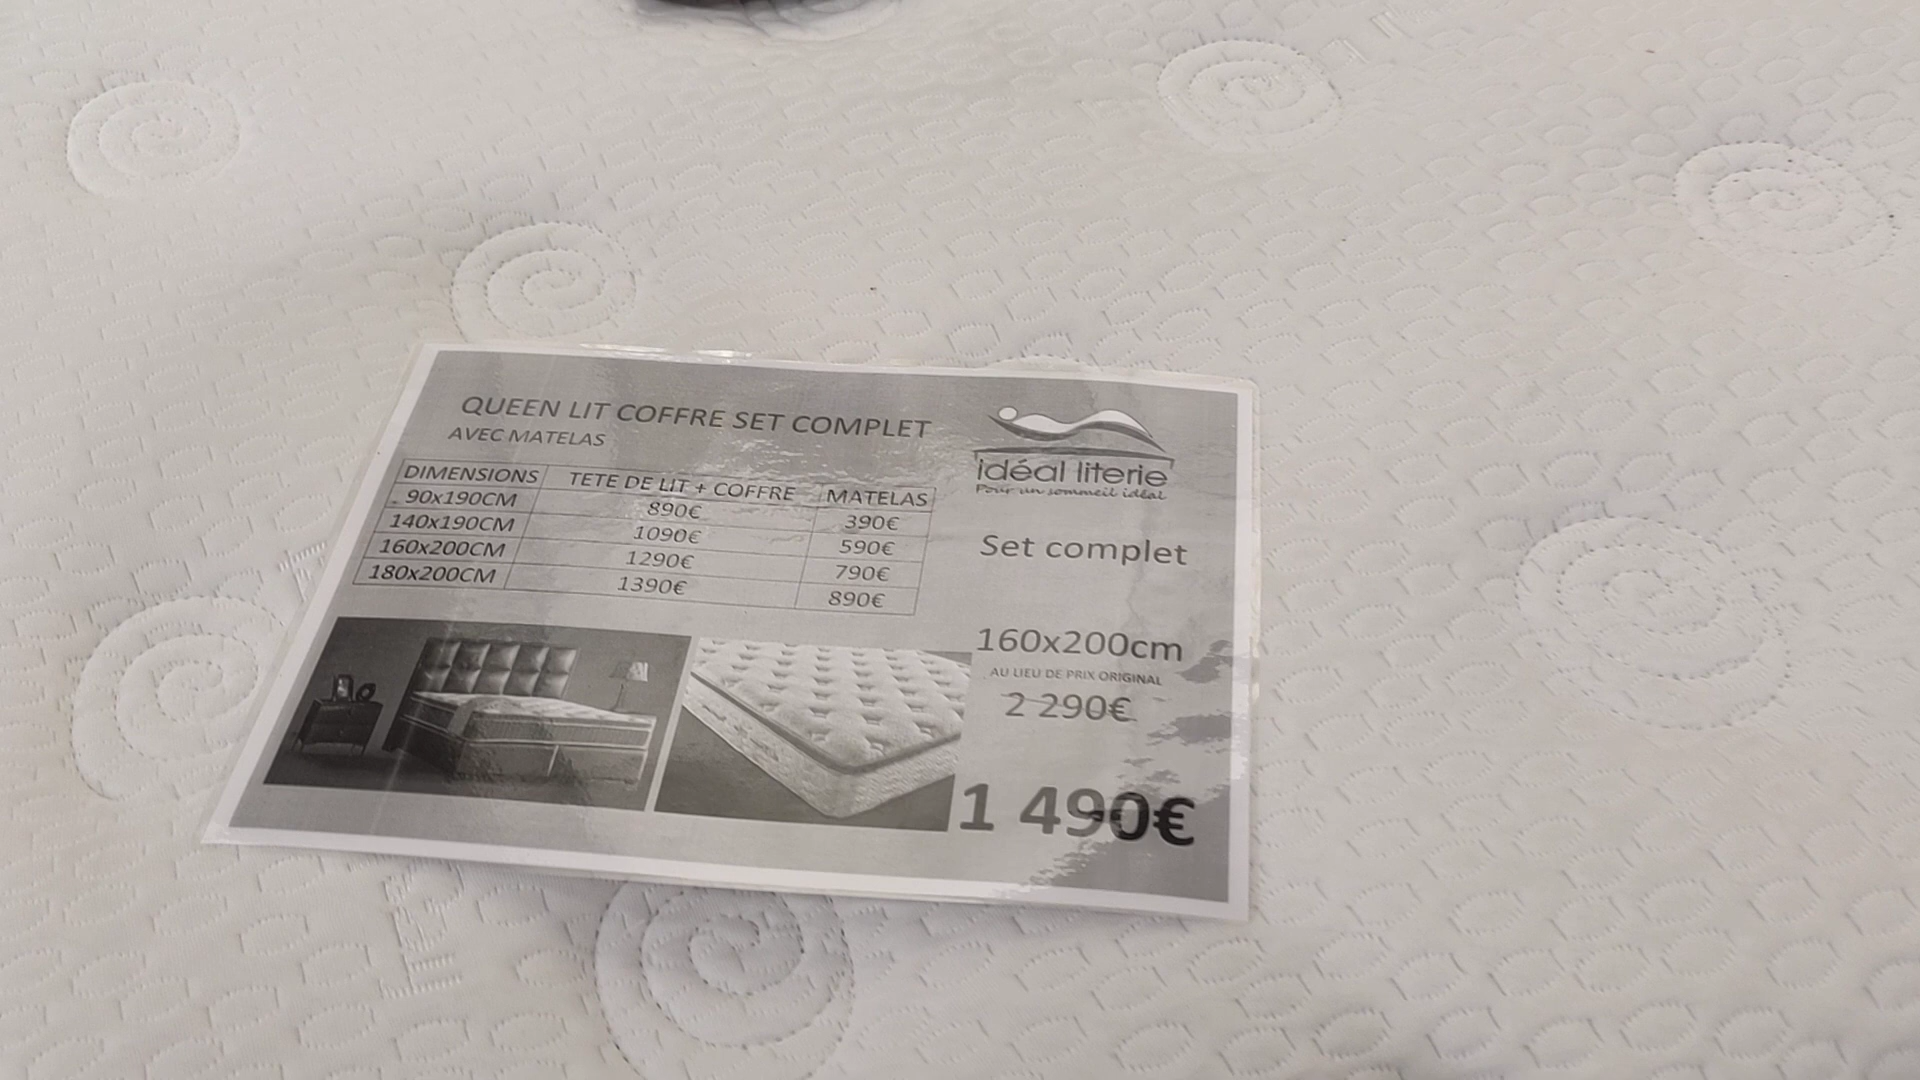 QUEEN LIT COFFRE SET COMPLET
AVEC MATELAS
DIMENSIONS TETE DE LIT + COFFRE MATELAS
90x190CM 890€ 390€
140x190CM 1090€ 590€
160x200CM 1290€ 790€
180x200CM 1390€ 890€
idéal literie
Pour un sommeil idéal
Set complet
160x200cm
AU LIEU DE PRIX ORIGINAL
2 290€
1 490€